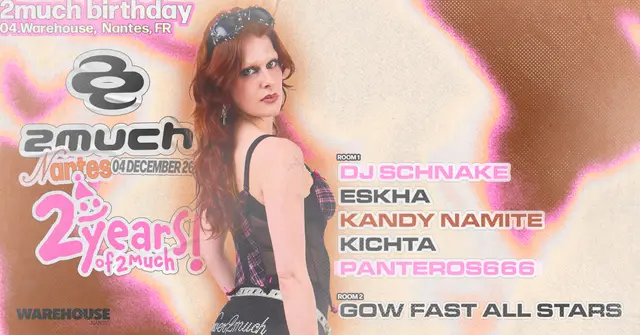 2much birthday
04.Warehouse, Nantes, FR
2MUCH
Nantes 04 DECEMBER 26
2 years!
of 2Much
WAREHOUSE
ROOM 1
DJ SCHNAKE
ESKHA
KANDY NAMITE
KICHTA
PANTEROS666
ROOM 2
GOW FAST ALL STARS